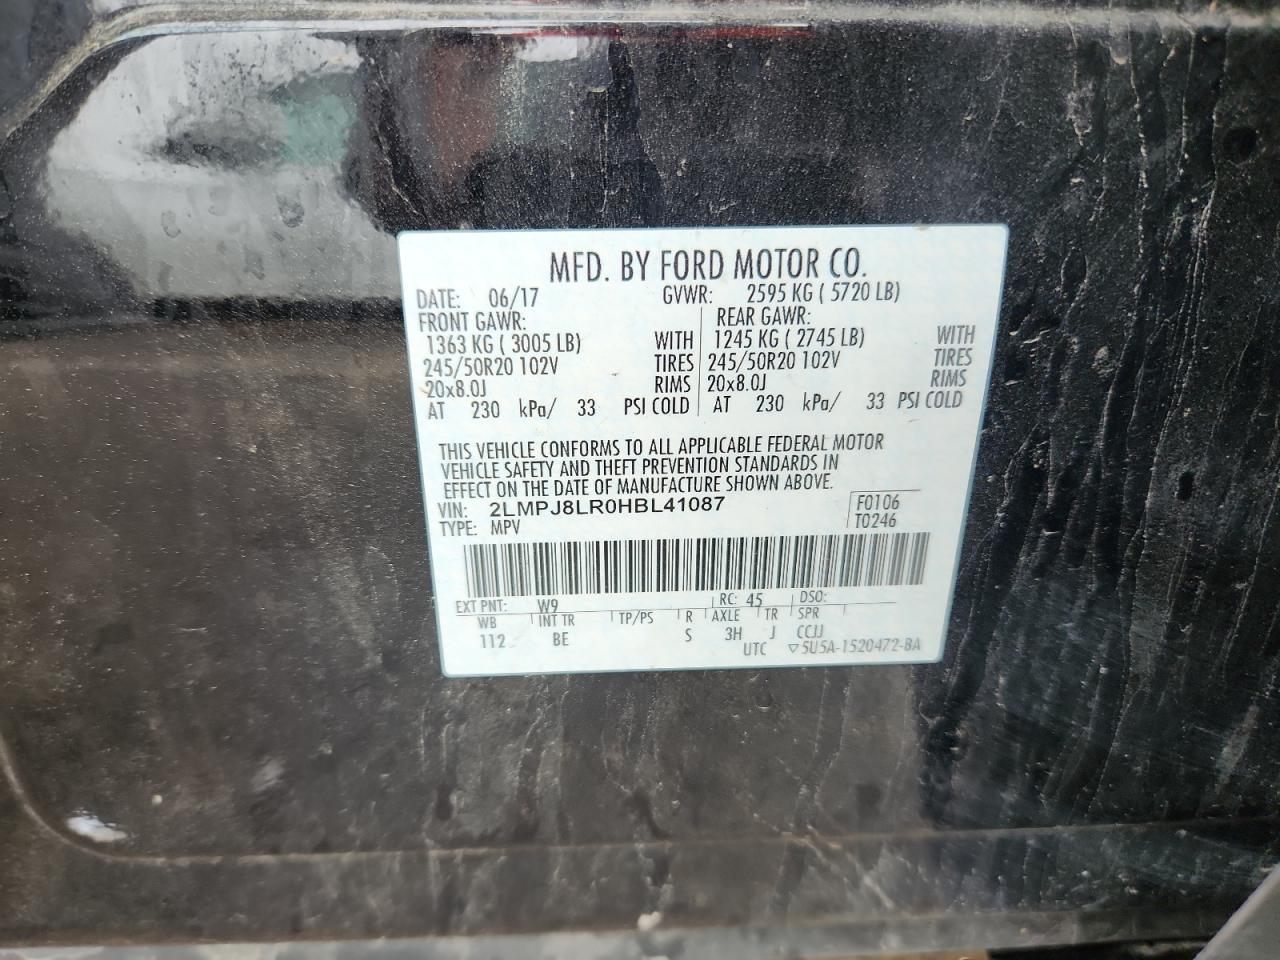 MFD. BY FORD MOTOR CO.
DATE: 06/17 GVWR: 2595 KG ( 5720 LB)
FRONT GAWR: REAR GAWR:
1363 KG ( 3005 LB) WITH 1245 KG ( 2745 LB) WITH
245/50R20 102V TIRES 245/50R20 102V TIRES
20x8.0J RIMS 20x8.0J RIMS
AT 230 kPa/ 33 PSI COLD AT 230 kPa/ 33 PSI COLD
THIS VEHICLE CONFORMS TO ALL APPLICABLE FEDERAL MOTOR
VEHICLE SAFETY AND THEFT PREVENTION STANDARDS IN
EFFECT ON THE DATE OF MANUFACTURE SHOWN ABOVE.
VIN: 2LMPJ8LR0HBL41087 F0106
TYPE: MPV T0246
EXT PNT: W9 RC: 45 DSO:
WB INT TR TP/PS R AXLE TR SPR
112 BE S 3H J CCJJ
UTC ▽5U5A-1520472-BA